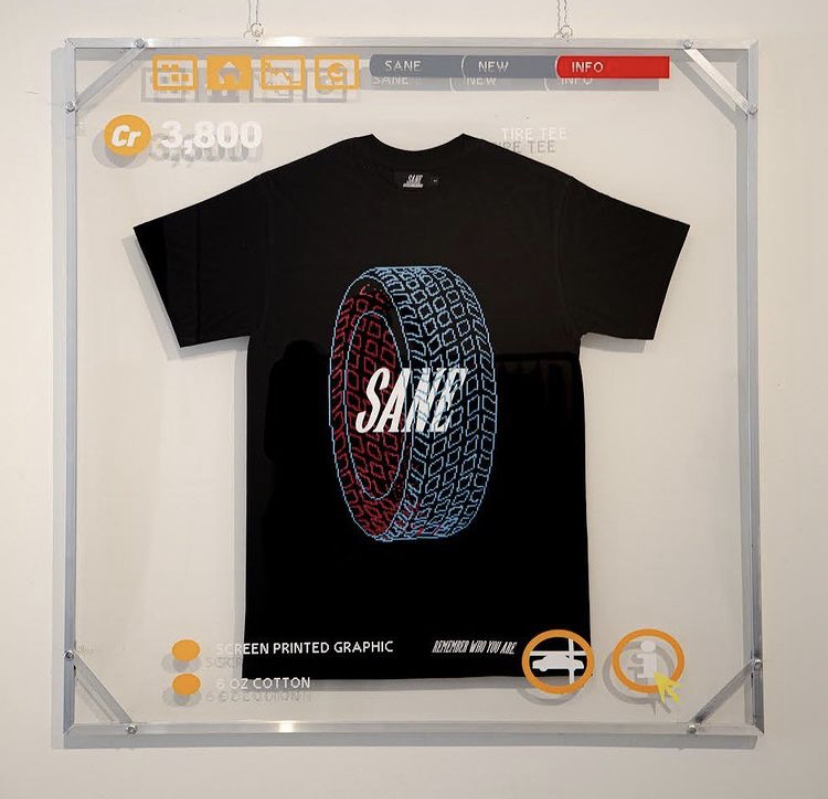 SANE NEW INFO
Cr 3,800
TIRE TEE
SANE
SANE
SCREEN PRINTED GRAPHIC
6 OZ COTTON
REMEMBER WHO YOU ARE
i